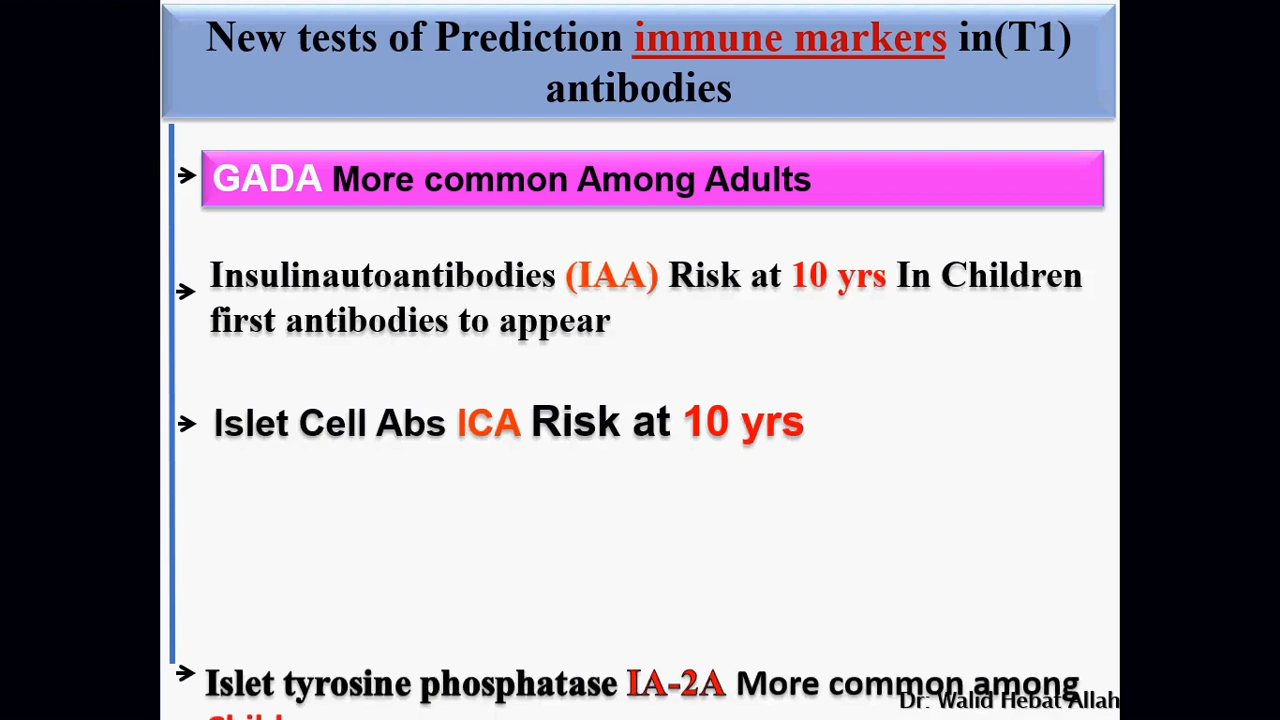 New tests of Prediction immune markers in(T1)
antibodies
GADA More common Among Adults
Insulinautoantibodies (IAA) Risk at 10 yrs In Children
first antibodies to appear
Islet Cell Abs ICA Risk at 10 yrs
Islet tyrosine phosphatase IA-2A More common among
Dr. Walid Hebat Allah